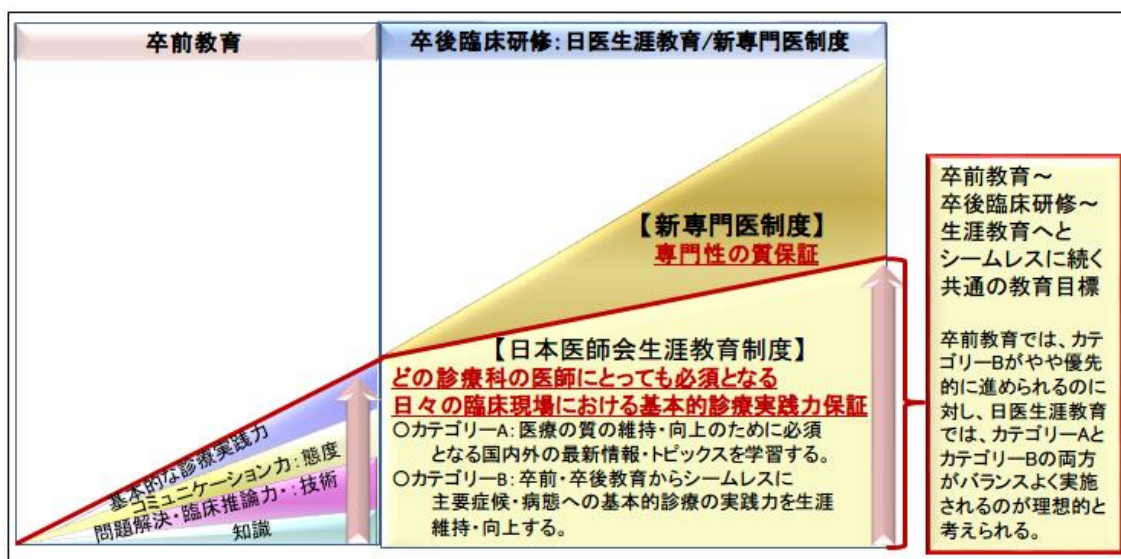 卒前教育
卒後臨床研修：日医生涯教育/新専門医制度
【新専門医制度】
専門性の質保証
【日本医師会生涯教育制度】
どの診療科の医師にとっても必須となる
日々の臨床現場における基本的診療実践力保証
○カテゴリーA：医療の質の維持・向上のために必須
となる国内外の最新情報・トピックスを学習する。
○カテゴリーB：卒前・卒後教育からシームレスに
主要症候・病態への基本的診療の実践力を生涯
維持・向上する。
基本的な診療実践力
コミュニケーション力：態度
問題解決・臨床推論力・：技術
知識
卒前教育～
卒後臨床研修～
生涯教育へと
シームレスに続く
共通の教育目標
卒前教育では、カテ
ゴリーBがやや優先
的に進められるのに
対し、日医生涯教育
では、カテゴリーAと
カテゴリーBの両方
がバランスよく実施
されるのが理想的と
考えられる。